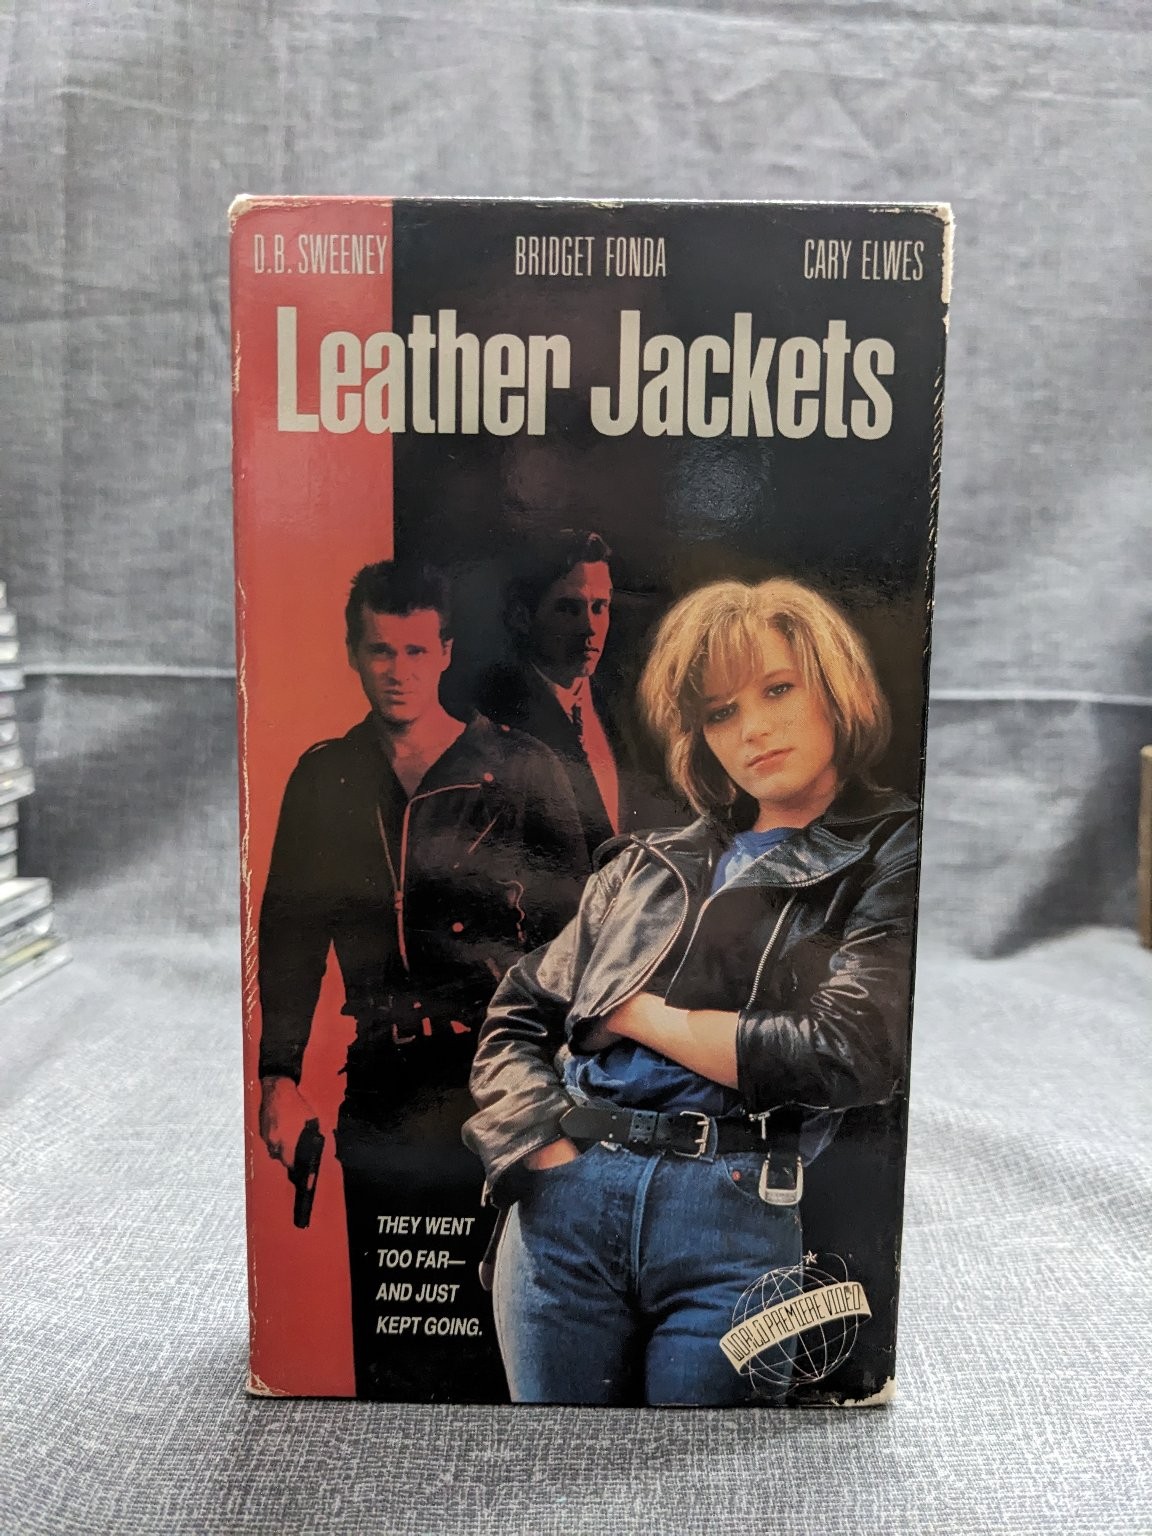 D.B. SWEENEY BRIDGET FONDA CARY ELWES
Leather Jackets
THEY WENT
TOO FAR—
AND JUST
KEPT GOING.
WORLD PREMIERE VIDEO